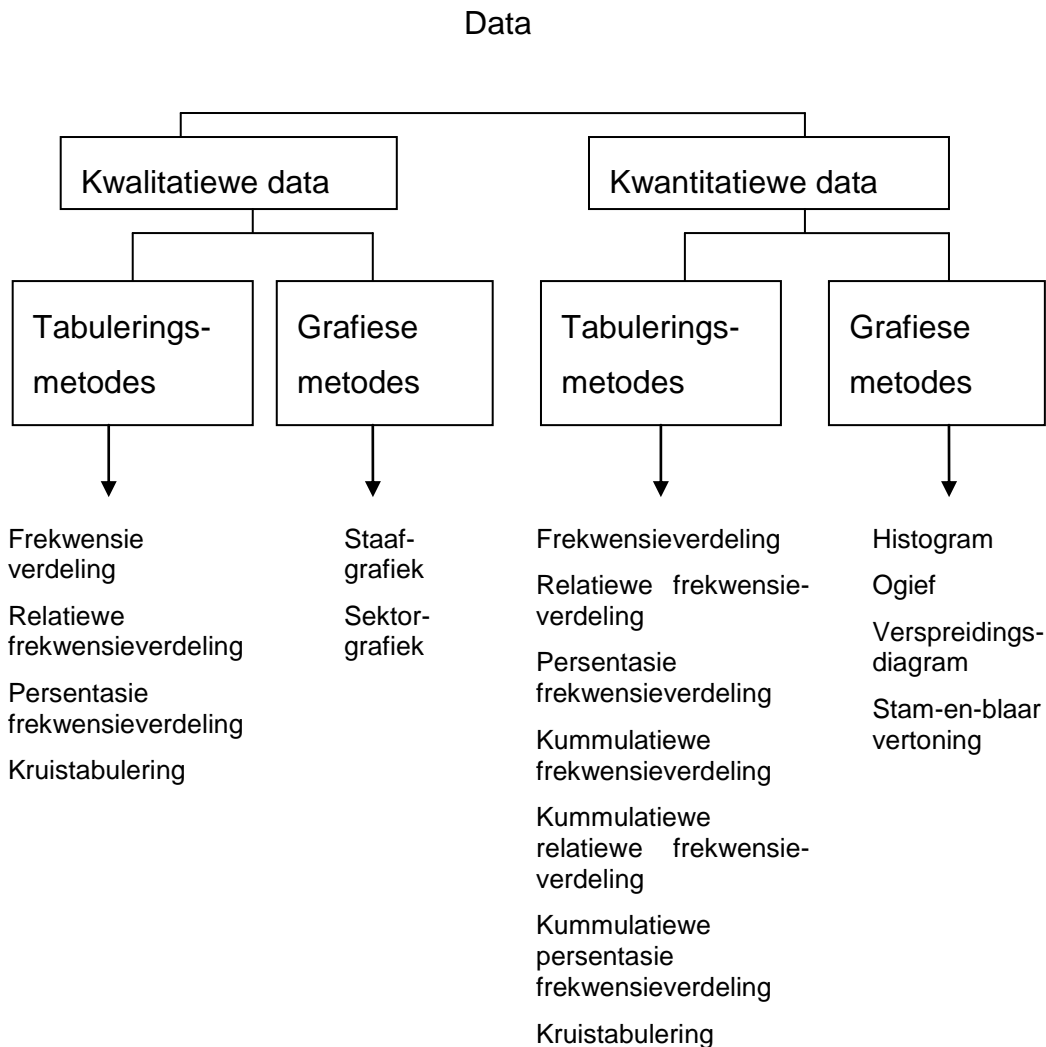 Data
Kwalitatiewe data
Kwantitatiewe data
Tabulerings-
metodes
Grafiese
metodes
Tabulerings-
metodes
Grafiese
metodes
Frekwensie
verdeling
Relatiewe
frekwensieverdeling
Persentasie
frekwensieverdeling
Kruistabulering
Staaf-
grafiek
Sektor-
grafiek
Frekwensieverdeling
Relatiewe frekwensie-
verdeling
Persentasie
frekwensieverdeling
Kummulatiewe
frekwensieverdeling
Kummulatiewe
relatiewe frekwensie-
verdeling
Kummulatiewe
persentasie
frekwensieverdeling
Kruistabulering
Histogram
Ogief
Verspreidings-
diagram
Stam-en-blaar
vertoning